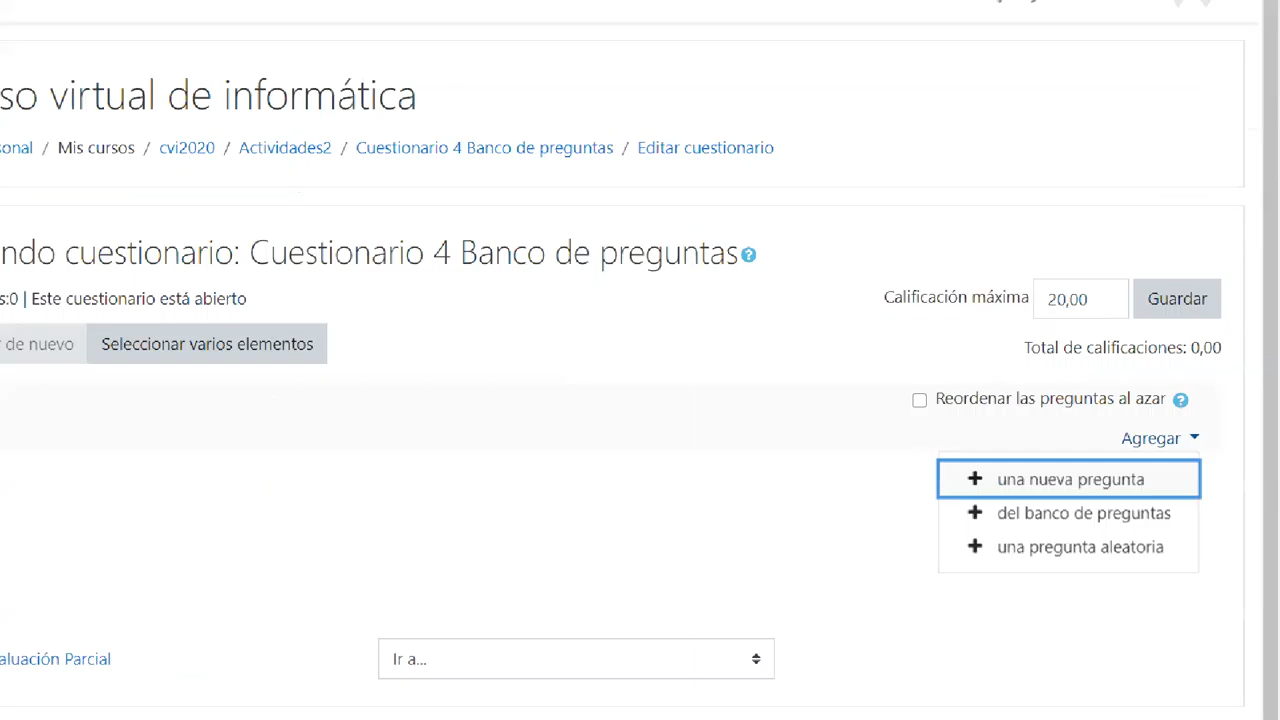 so virtual de informática
sonal / Mis cursos / cvi2020 / Actividades2 / Cuestionario 4 Banco de preguntas / Editar cuestionario
ndo cuestionario: Cuestionario 4 Banco de preguntas
s:0 | Este cuestionario está abierto
Calificación máxima 20,00 Guardar
de nuevo Seleccionar varios elementos
Total de calificaciones: 0,00
Reordenar las preguntas al azar
Agregar
una nueva pregunta
del banco de preguntas
una pregunta aleatoria
aluación Parcial
Ir a...